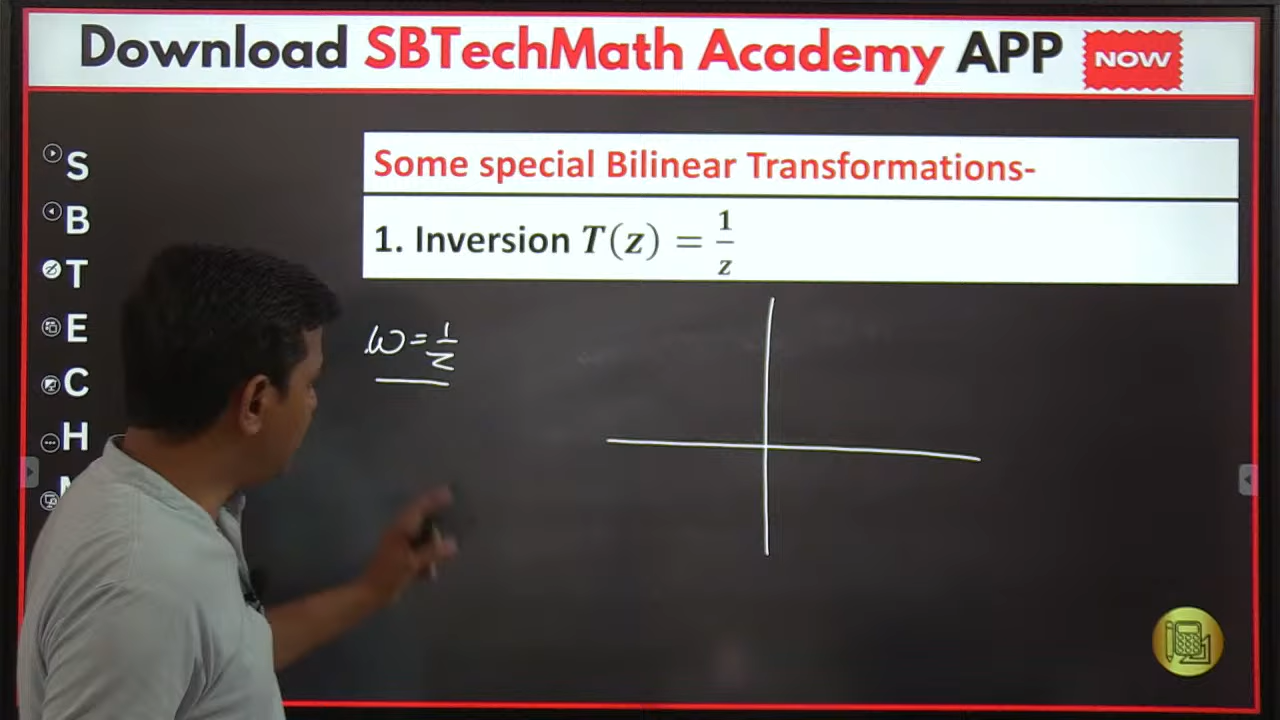 Download SBTechMath Academy APP NOW
S
B
T
E
C
H
Some special Bilinear Transformations-
1. Inversion T(z) = 1/z
w = 1/z